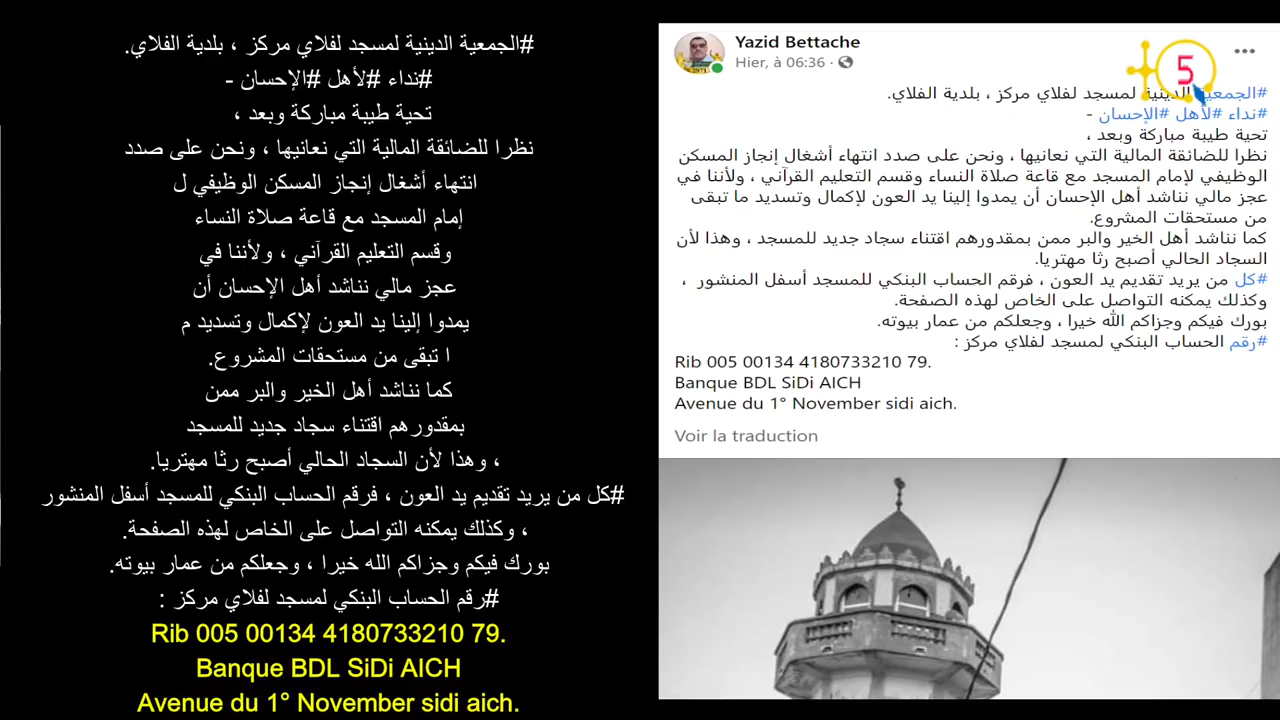 #الجمعية الدينية لمسجد لفلاي مركز ، بلدية الفلاي.
#نداء #لأهل #الإحسان -
تحية طيبة مباركة وبعد ،
نظرا للضائقة المالية التي نعانيها ، ونحن على صدد
انتهاء أشغال إنجاز المسكن الوظيفي ل
إمام المسجد مع قاعة صلاة النساء
وقسم التعليم القرآني ، ولأننا في
عجز مالي نناشد أهل الإحسان أن
يمدوا إلينا يد العون لإكمال وتسديد م
ا تبقى من مستحقات المشروع.
كما نناشد أهل الخير والبر ممن
بمقدورهم اقتناء سجاد جديد للمسجد
، وهذا لأن السجاد الحالي أصبح رثا مهتريا.
#كل من يريد تقديم يد العون ، فرقم الحساب البنكي للمسجد أسفل المنشور
، وكذلك يمكنه التواصل على الخاص لهذه الصفحة.
بورك فيكم وجزاكم الله خيرا ، وجعلكم من عمار بيوته.
#رقم الحساب البنكي لمسجد لفلاي مركز :
Rib 005 00134 4180733210 79.
Banque BDL SiDi AICH
Avenue du 1° November sidi aich.
Yazid Bettache
Hier, à 06:36 ·
5
#الجمعية الدينية لمسجد لفلاي مركز ، بلدية الفلاي.
#نداء #لأهل #الإحسان -
تحية طيبة مباركة وبعد ،
نظرا للضائقة المالية التي نعانيها ، ونحن على صدد انتهاء أشغال إنجاز المسكن
الوظيفي لإمام المسجد مع قاعة صلاة النساء وقسم التعليم القرآني ، ولأننا في
عجز مالي نناشد أهل الإحسان أن يمدوا إلينا يد العون لإكمال وتسديد ما تبقى
من مستحقات المشروع.
كما نناشد أهل الخير والبر ممن بمقدورهم اقتناء سجاد جديد للمسجد ، وهذا لأن
السجاد الحالي أصبح رثا مهتريا.
#كل من يريد تقديم يد العون ، فرقم الحساب البنكي للمسجد أسفل المنشور ،
وكذلك يمكنه التواصل على الخاص لهذه الصفحة.
بورك فيكم وجزاكم الله خيرا ، وجعلكم من عمار بيوته.
#رقم الحساب البنكي لمسجد لفلاي مركز :
Rib 005 00134 4180733210 79.
Banque BDL SiDi AICH
Avenue du 1° November sidi aich.
Voir la traduction